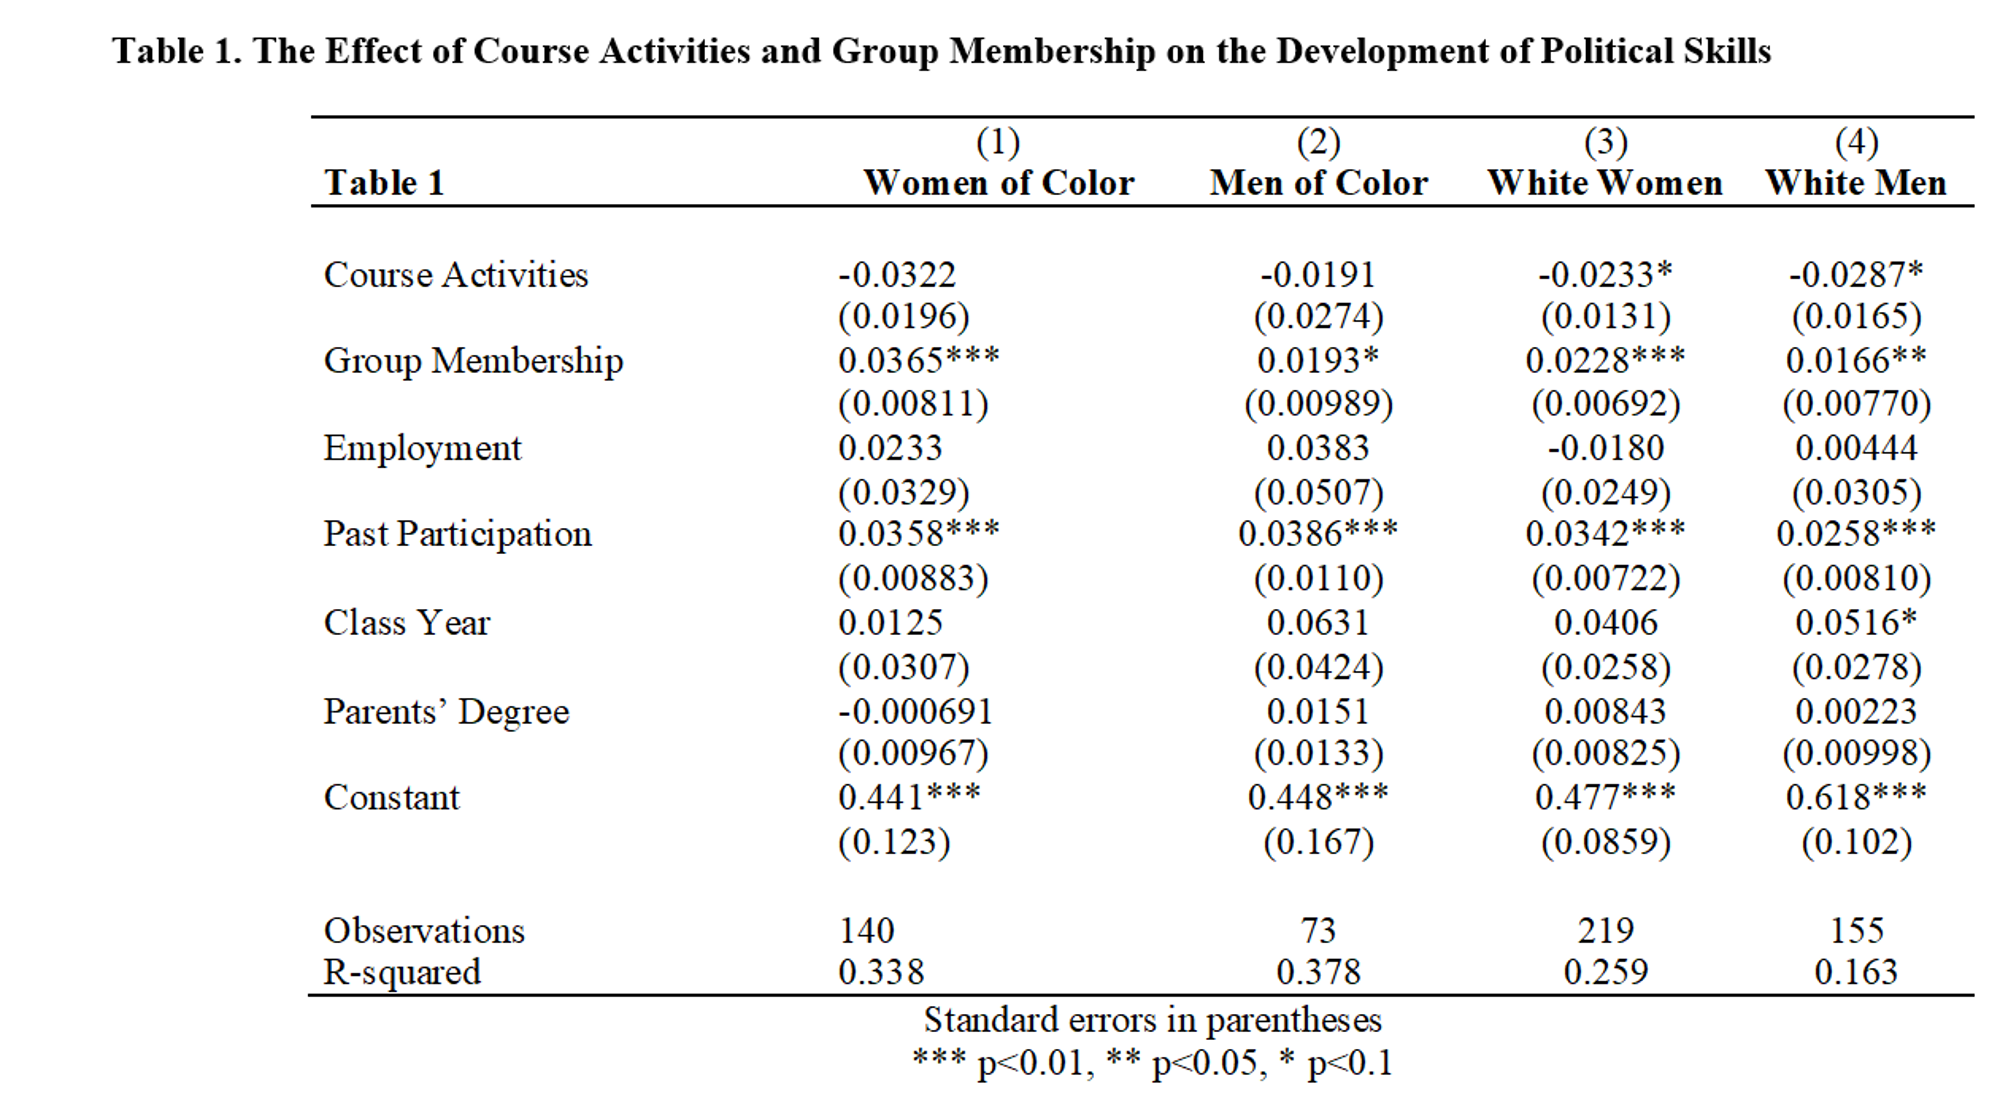 Table 1. The Effect of Course Activities and Group Membership on the Development of Political Skills
(1) (2) (3) (4)
Table 1 Women of Color Men of Color White Women White Men
Course Activities -0.0322 -0.0191 -0.0233* -0.0287*
(0.0196) (0.0274) (0.0131) (0.0165)
Group Membership 0.0365*** 0.0193* 0.0228*** 0.0166**
(0.00811) (0.00989) (0.00692) (0.00770)
Employment 0.0233 0.0383 -0.0180 0.00444
(0.0329) (0.0507) (0.0249) (0.0305)
Past Participation 0.0358*** 0.0386*** 0.0342*** 0.0258***
(0.00883) (0.0110) (0.00722) (0.00810)
Class Year 0.0125 0.0631 0.0406 0.0516*
(0.0307) (0.0424) (0.0258) (0.0278)
Parents’ Degree -0.000691 0.0151 0.00843 0.00223
(0.00967) (0.0133) (0.00825) (0.00998)
Constant 0.441*** 0.448*** 0.477*** 0.618***
(0.123) (0.167) (0.0859) (0.102)
Observations 140 73 219 155
R-squared 0.338 0.378 0.259 0.163
Standard errors in parentheses
*** p<0.01, ** p<0.05, * p<0.1